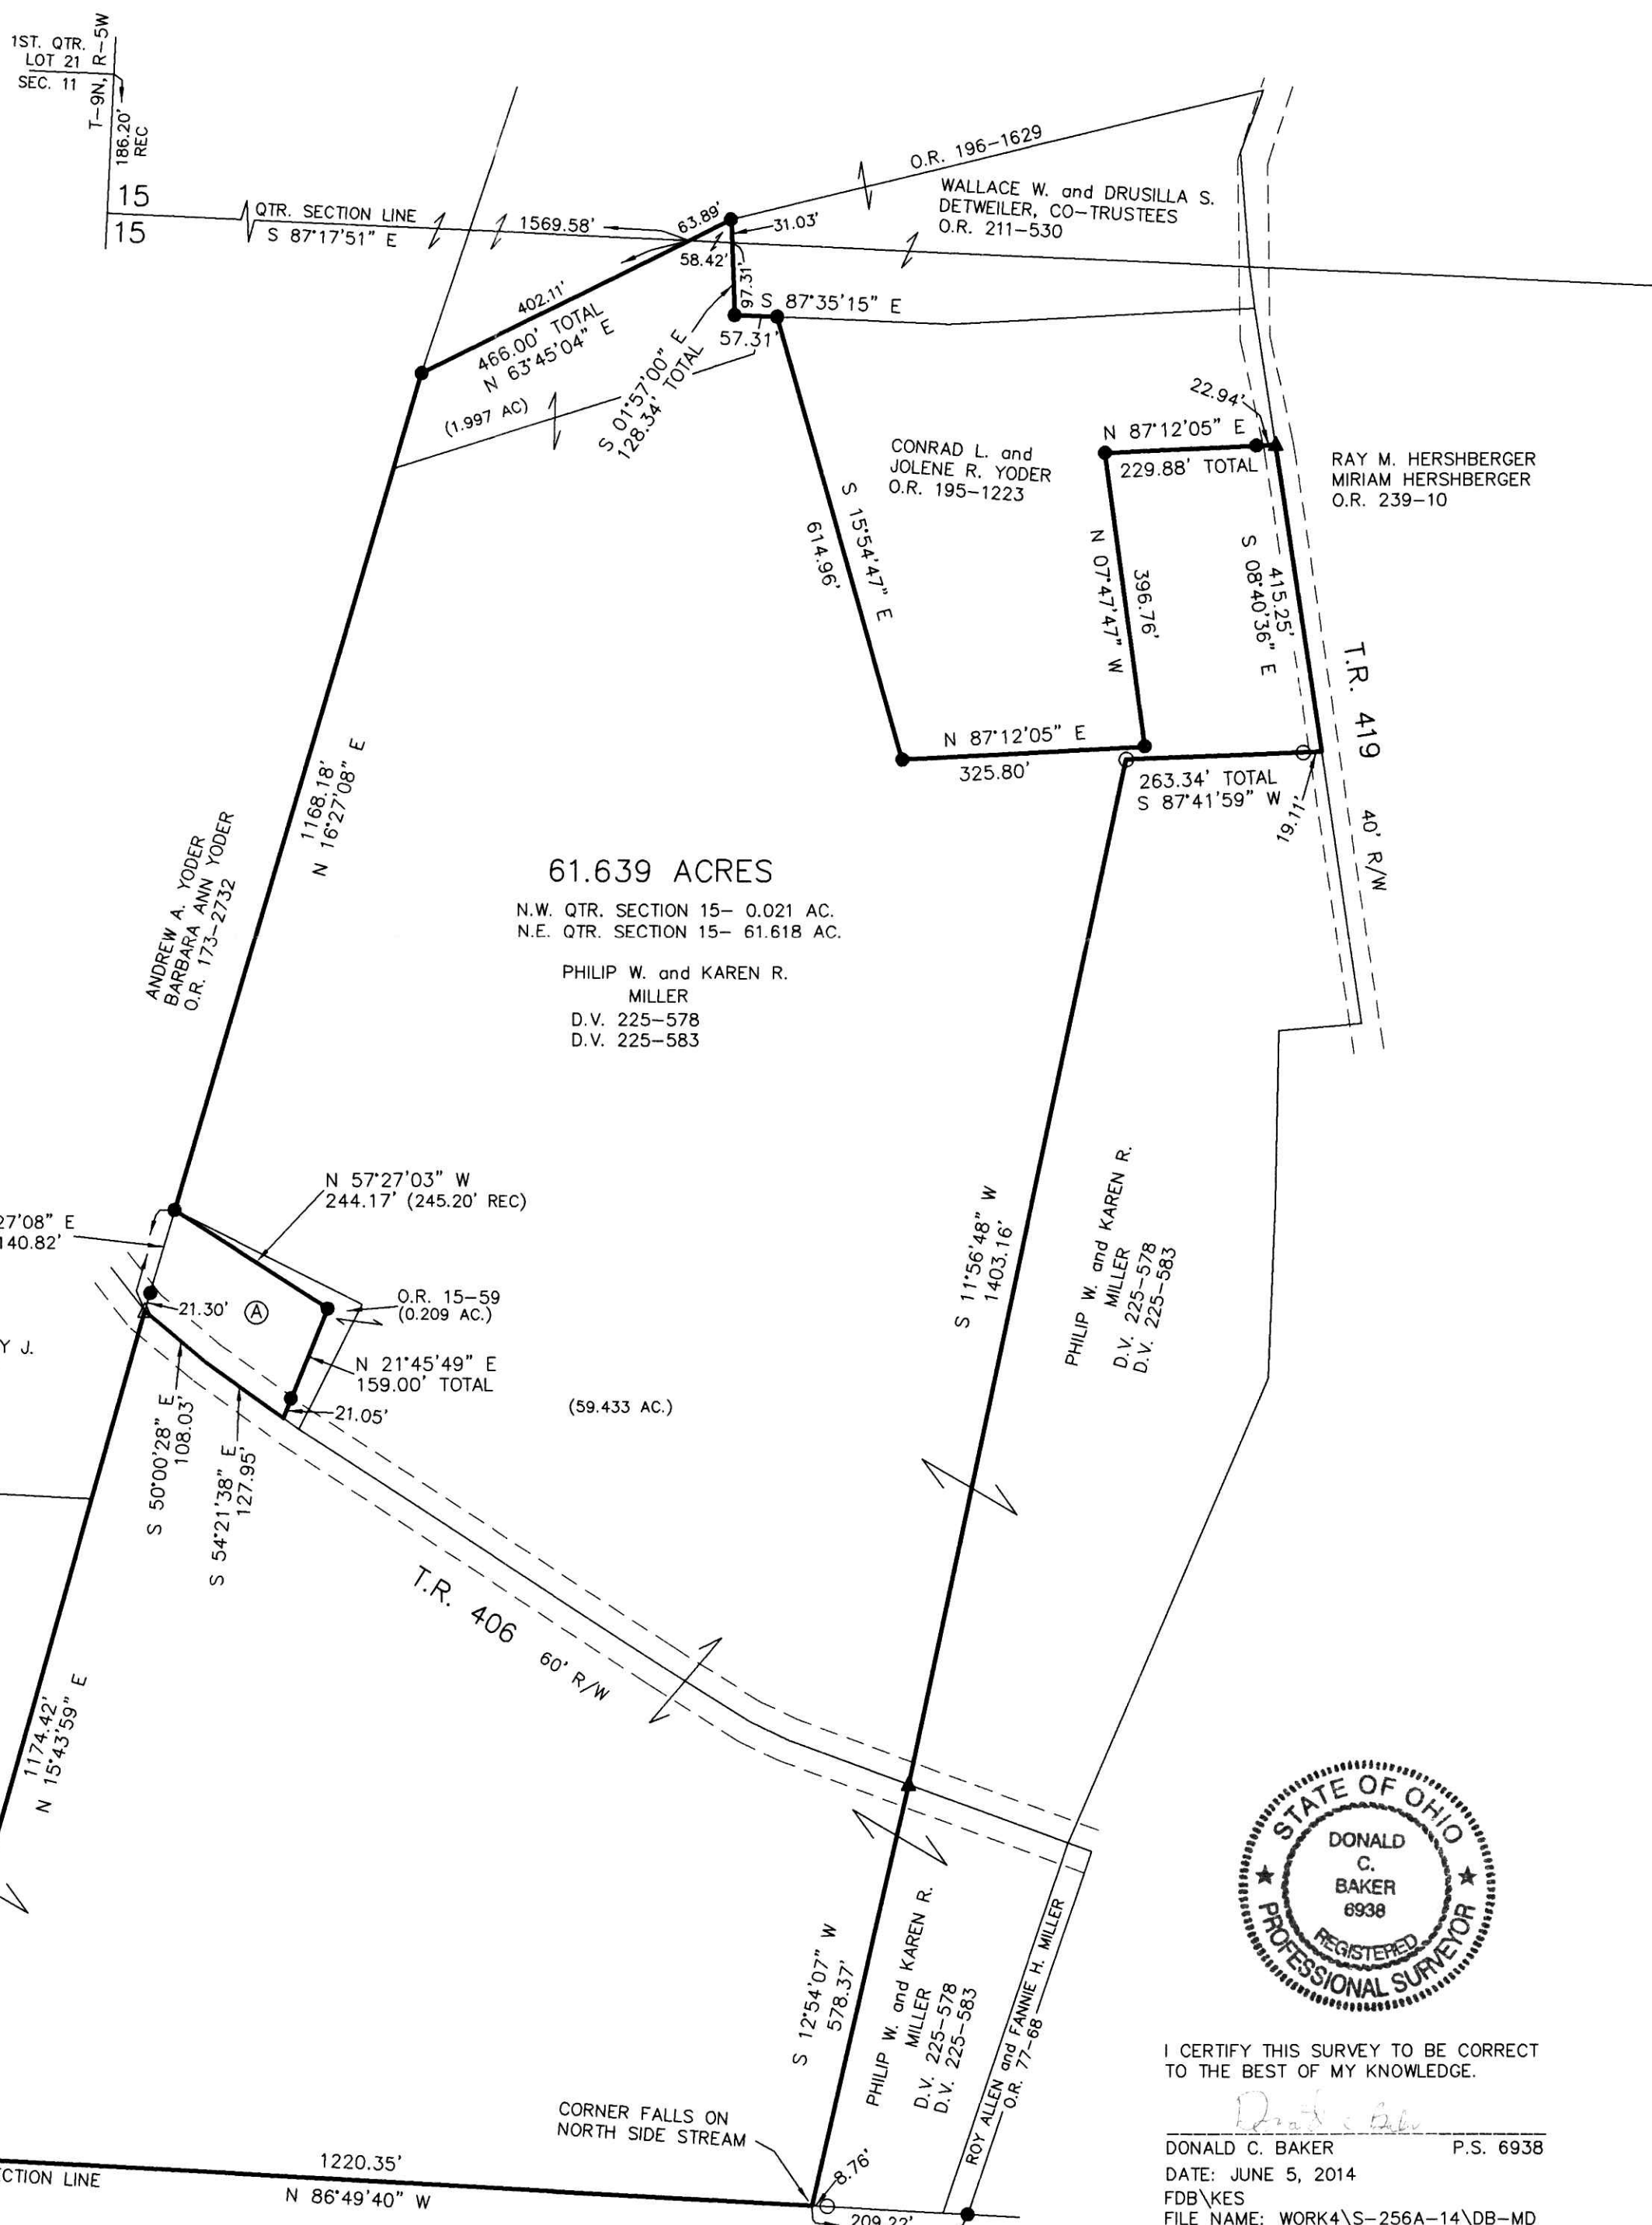 1ST. QTR.
LOT 21
SEC. 11
T-9N, R-5W
186.20'
REC
15
15
QTR. SECTION LINE
S 87°17'51" E
1569.58'
63.89'
31.03'
58.42'
97.31'
O.R. 196-1629
WALLACE W. and DRUSILLA S.
DETWEILER, CO-TRUSTEES
O.R. 211-530
402.11'
466.00' TOTAL
N 63°45'04" E
(1.997 AC)
S 01°57'00" E
128.34' TOTAL
S 87°35'15" E
57.31'
22.94'
N 87°12'05" E
229.88' TOTAL
CONRAD L. and
JOLENE R. YODER
O.R. 195-1223
RAY M. HERSHBERGER
MIRIAM HERSHBERGER
O.R. 239-10
S 15°54'47" E
614.96'
N 07°47'47" W
396.76'
415.25'
S 08°40'36" E
T.R. 419
40' R/W
N 87°12'05" E
325.80'
263.34' TOTAL
S 87°41'59" W
19.11'
1168.18'
N 16°27'08" E
ANDREW A. YODER
BARBARA ANN YODER
O.R. 173-2732
61.639 ACRES
N.W. QTR. SECTION 15- 0.021 AC.
N.E. QTR. SECTION 15- 61.618 AC.
PHILIP W. and KAREN R.
MILLER
D.V. 225-578
D.V. 225-583
N 57°27'03" W
244.17' (245.20' REC)
27'08" E
140.82'
21.30'
A
O.R. 15-59
(0.209 AC.)
N 21°45'49" E
159.00' TOTAL
21.05'
Y J.
S 50°00'28" E
108.03'
S 54°21'38" E
127.95'
(59.433 AC.)
S 11°56'48" W
1403.16'
PHILIP W. and KAREN R.
MILLER
D.V. 225-578
D.V. 225-583
T.R. 406
60' R/W
1174.42'
N 15°43'59" E
S 12°54'07" W
578.37'
PHILIP W. and KAREN R.
MILLER
D.V. 225-578
D.V. 225-583
ROY ALLEN and FANNIE H. MILLER
O.R. 77-68
CORNER FALLS ON
NORTH SIDE STREAM
8.76'
209.22'
1220.35'
N 86°49'40" W
CTION LINE
STATE OF OHIO
DONALD
C.
BAKER
6938
REGISTERED
PROFESSIONAL SURVEYOR
I CERTIFY THIS SURVEY TO BE CORRECT
TO THE BEST OF MY KNOWLEDGE.
DONALD C. BAKER P.S. 6938
DATE: JUNE 5, 2014
FDB\KES
FILE NAME: WORK4\S-256A-14\DB-MD